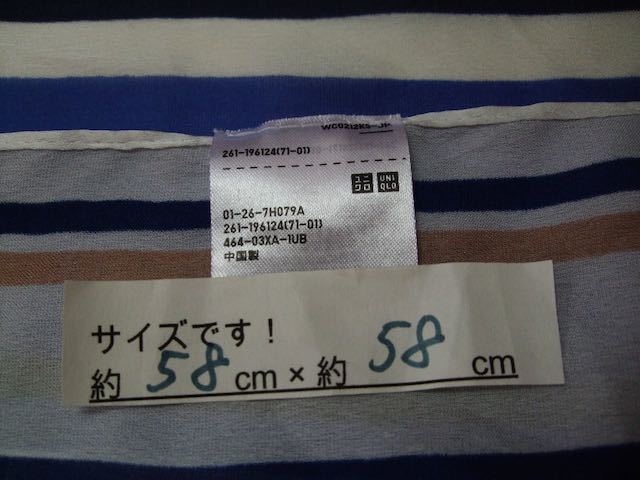 WC0212KS-JP
261-196124(71-01)
ユニクロ UNIQLO
01-26-7H079A
261-196124(71-01)
464-03XA-1UB
中国製
サイズです!
約 58 cm × 約 58 cm